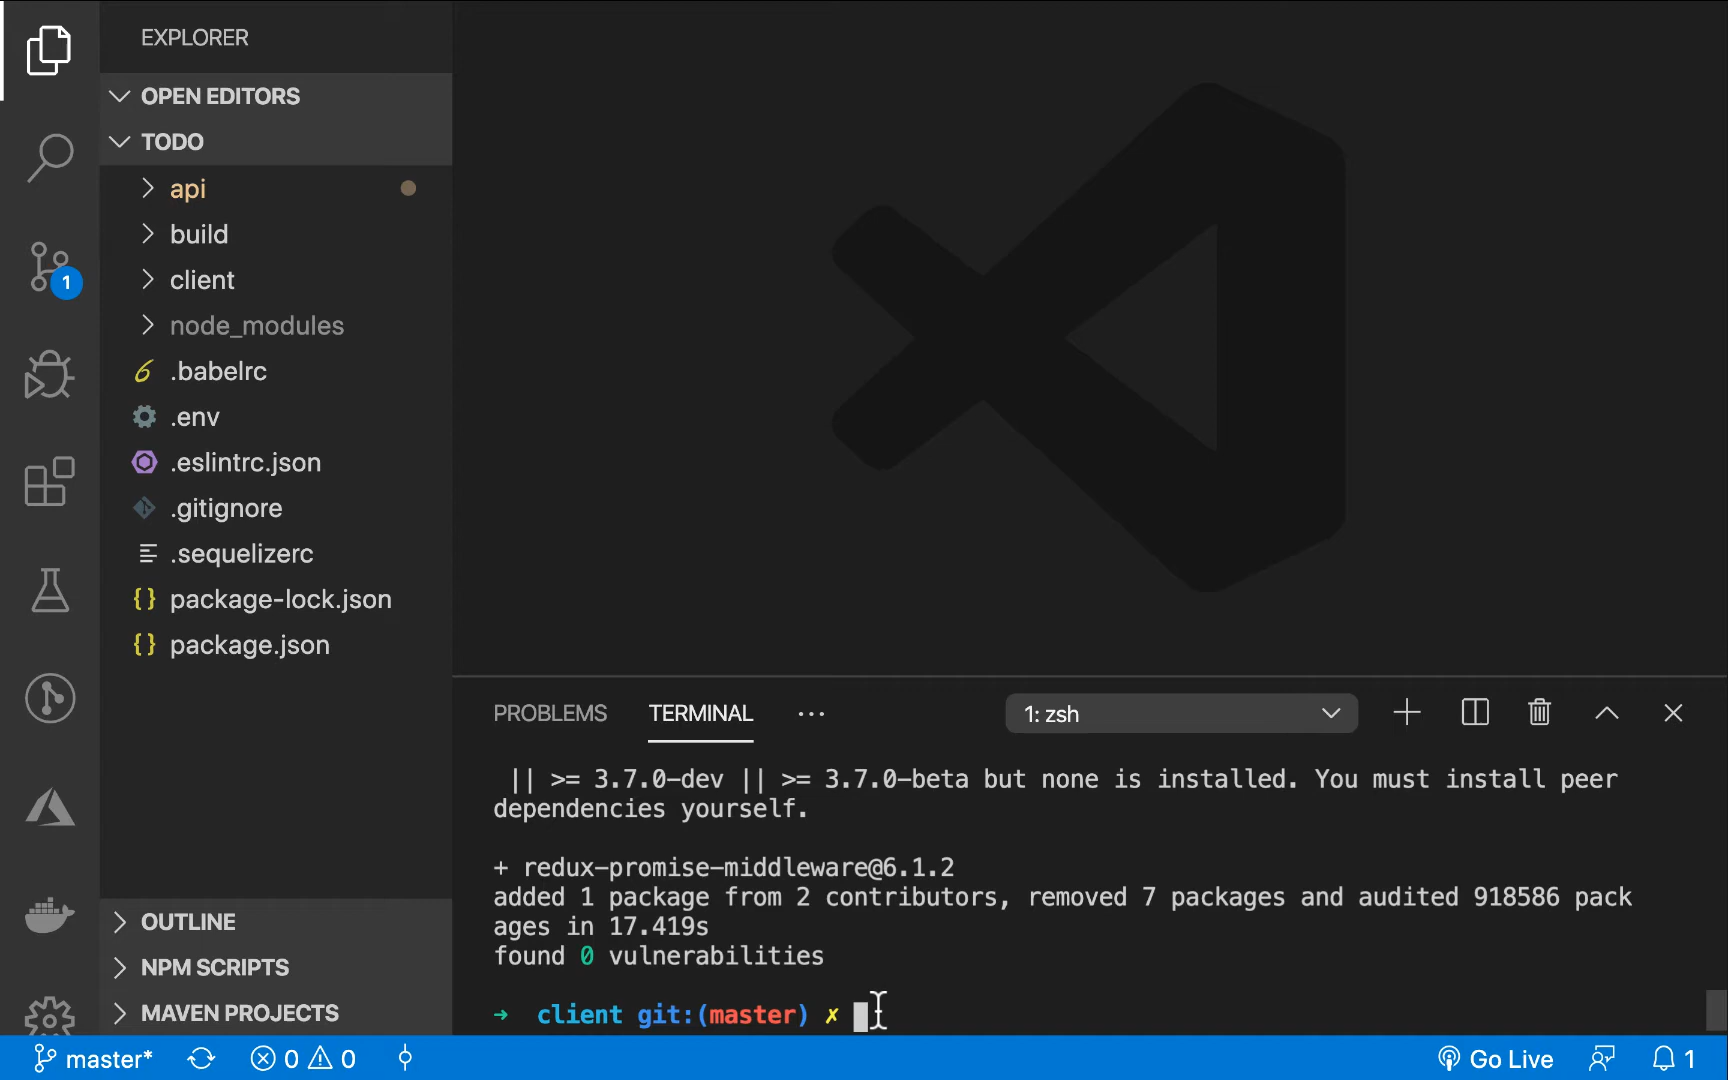 EXPLORER
OPEN EDITORS
TODO
api
build
client
node_modules
.babelrc
.env
.eslintrc.json
.gitignore
.sequelizerc
{} package-lock.json
{} package.json
OUTLINE
NPM SCRIPTS
MAVEN PROJECTS
1
PROBLEMS TERMINAL ··· 1: zsh
|| >= 3.7.0-dev || >= 3.7.0-beta but none is installed. You must install peer
dependencies yourself.
+ redux-promise-middleware@6.1.2
added 1 package from 2 contributors, removed 7 packages and audited 918586 pack
ages in 17.419s
found 0 vulnerabilities
→ client git:(master) ✗
master* 0 0 Go Live 1